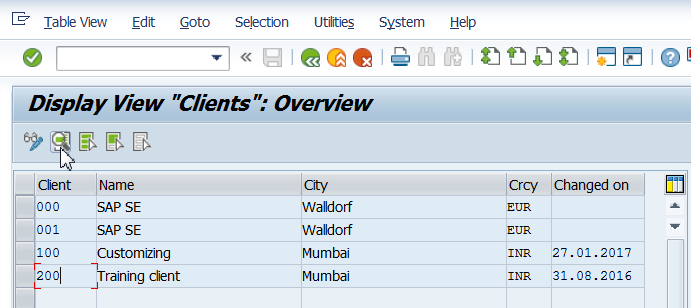 Table View Edit Goto Selection Utilities System Help
Display View "Clients": Overview
Client Name City Crcy Changed on
000 SAP SE Walldorf EUR
001 SAP SE Walldorf EUR
100 Customizing Mumbai INR 27.01.2017
200 Training client Mumbai INR 31.08.2016